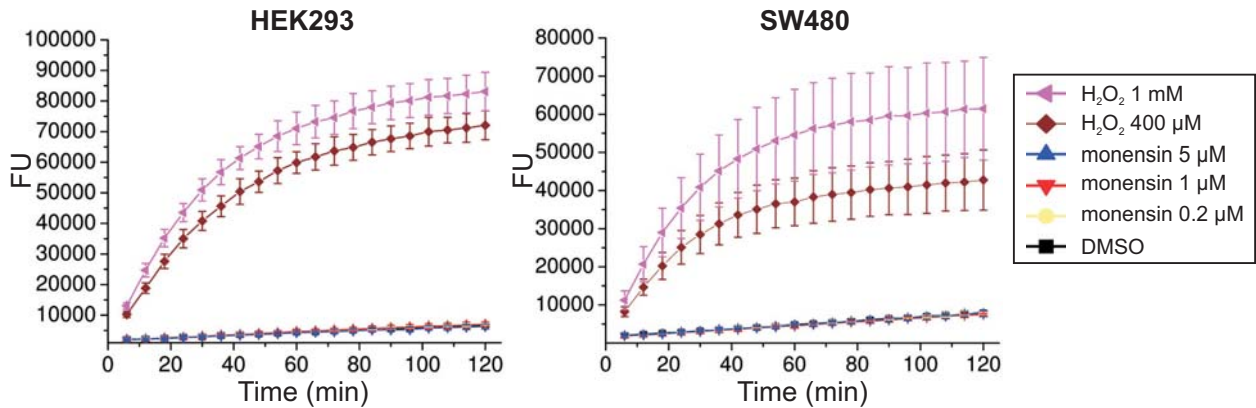 HEK293
100000
90000
80000
70000
60000
50000
40000
30000
20000
10000
FU
0 20 40 60 80 100 120
Time (min)
SW480
80000
70000
60000
50000
40000
30000
20000
10000
FU
0 20 40 60 80 100 120
Time (min)
H₂O₂ 1 mM
H₂O₂ 400 µM
monensin 5 µM
monensin 1 µM
monensin 0.2 µM
DMSO